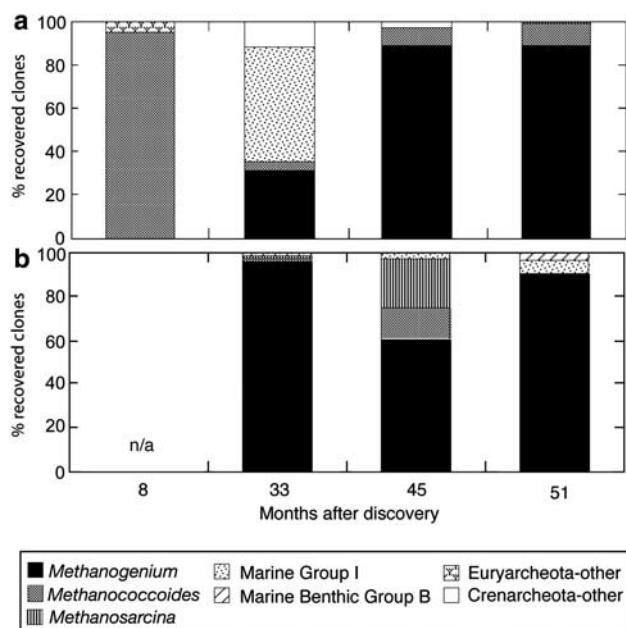 a
% recovered clones
100
80
60
40
20
0
b
% recovered clones
100
80
60
40
20
0
n/a
8 33 45 51
Months after discovery
Methanogenium Marine Group I Euryarcheota-other
Methanococcoides Marine Benthic Group B Crenarcheota-other
Methanosarcina